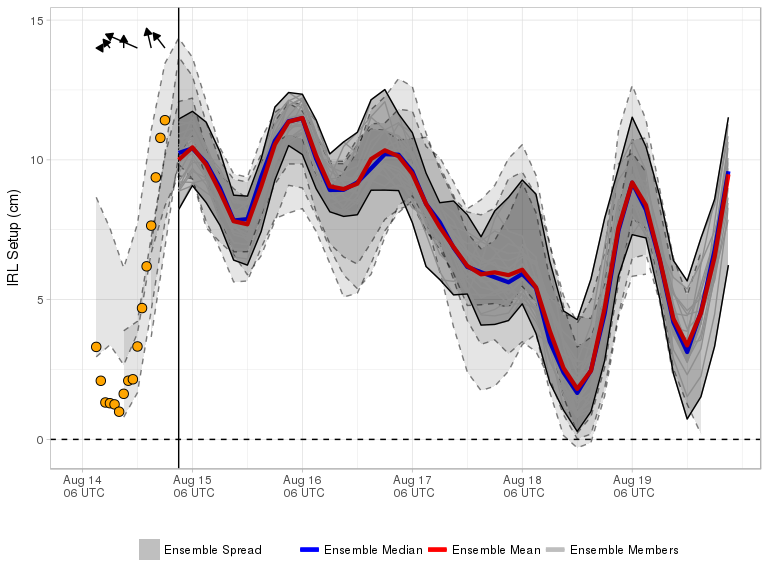 15
10
5
0
IRL Setup (cm)
Aug 14
06 UTC
Aug 15
06 UTC
Aug 16
06 UTC
Aug 17
06 UTC
Aug 18
06 UTC
Aug 19
06 UTC
Ensemble Spread
Ensemble Median
Ensemble Mean
Ensemble Members